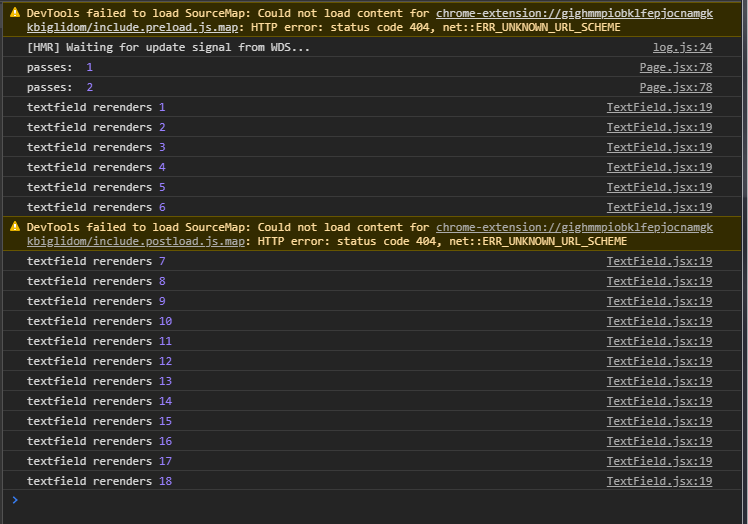 DevTools failed to load SourceMap: Could not load content for chrome-extension://gighmmpiobklfepjocnamgk
kbiglidom/include.preload.js.map: HTTP error: status code 404, net::ERR_UNKNOWN_URL_SCHEME
[HMR] Waiting for update signal from WDS... log.js:24
passes: 1 Page.jsx:78
passes: 2 Page.jsx:78
textfield rerenders 1 TextField.jsx:19
textfield rerenders 2 TextField.jsx:19
textfield rerenders 3 TextField.jsx:19
textfield rerenders 4 TextField.jsx:19
textfield rerenders 5 TextField.jsx:19
textfield rerenders 6 TextField.jsx:19
DevTools failed to load SourceMap: Could not load content for chrome-extension://gighmmpiobklfepjocnamgk
kbiglidom/include.postload.js.map: HTTP error: status code 404, net::ERR_UNKNOWN_URL_SCHEME
textfield rerenders 7 TextField.jsx:19
textfield rerenders 8 TextField.jsx:19
textfield rerenders 9 TextField.jsx:19
textfield rerenders 10 TextField.jsx:19
textfield rerenders 11 TextField.jsx:19
textfield rerenders 12 TextField.jsx:19
textfield rerenders 13 TextField.jsx:19
textfield rerenders 14 TextField.jsx:19
textfield rerenders 15 TextField.jsx:19
textfield rerenders 16 TextField.jsx:19
textfield rerenders 17 TextField.jsx:19
textfield rerenders 18 TextField.jsx:19